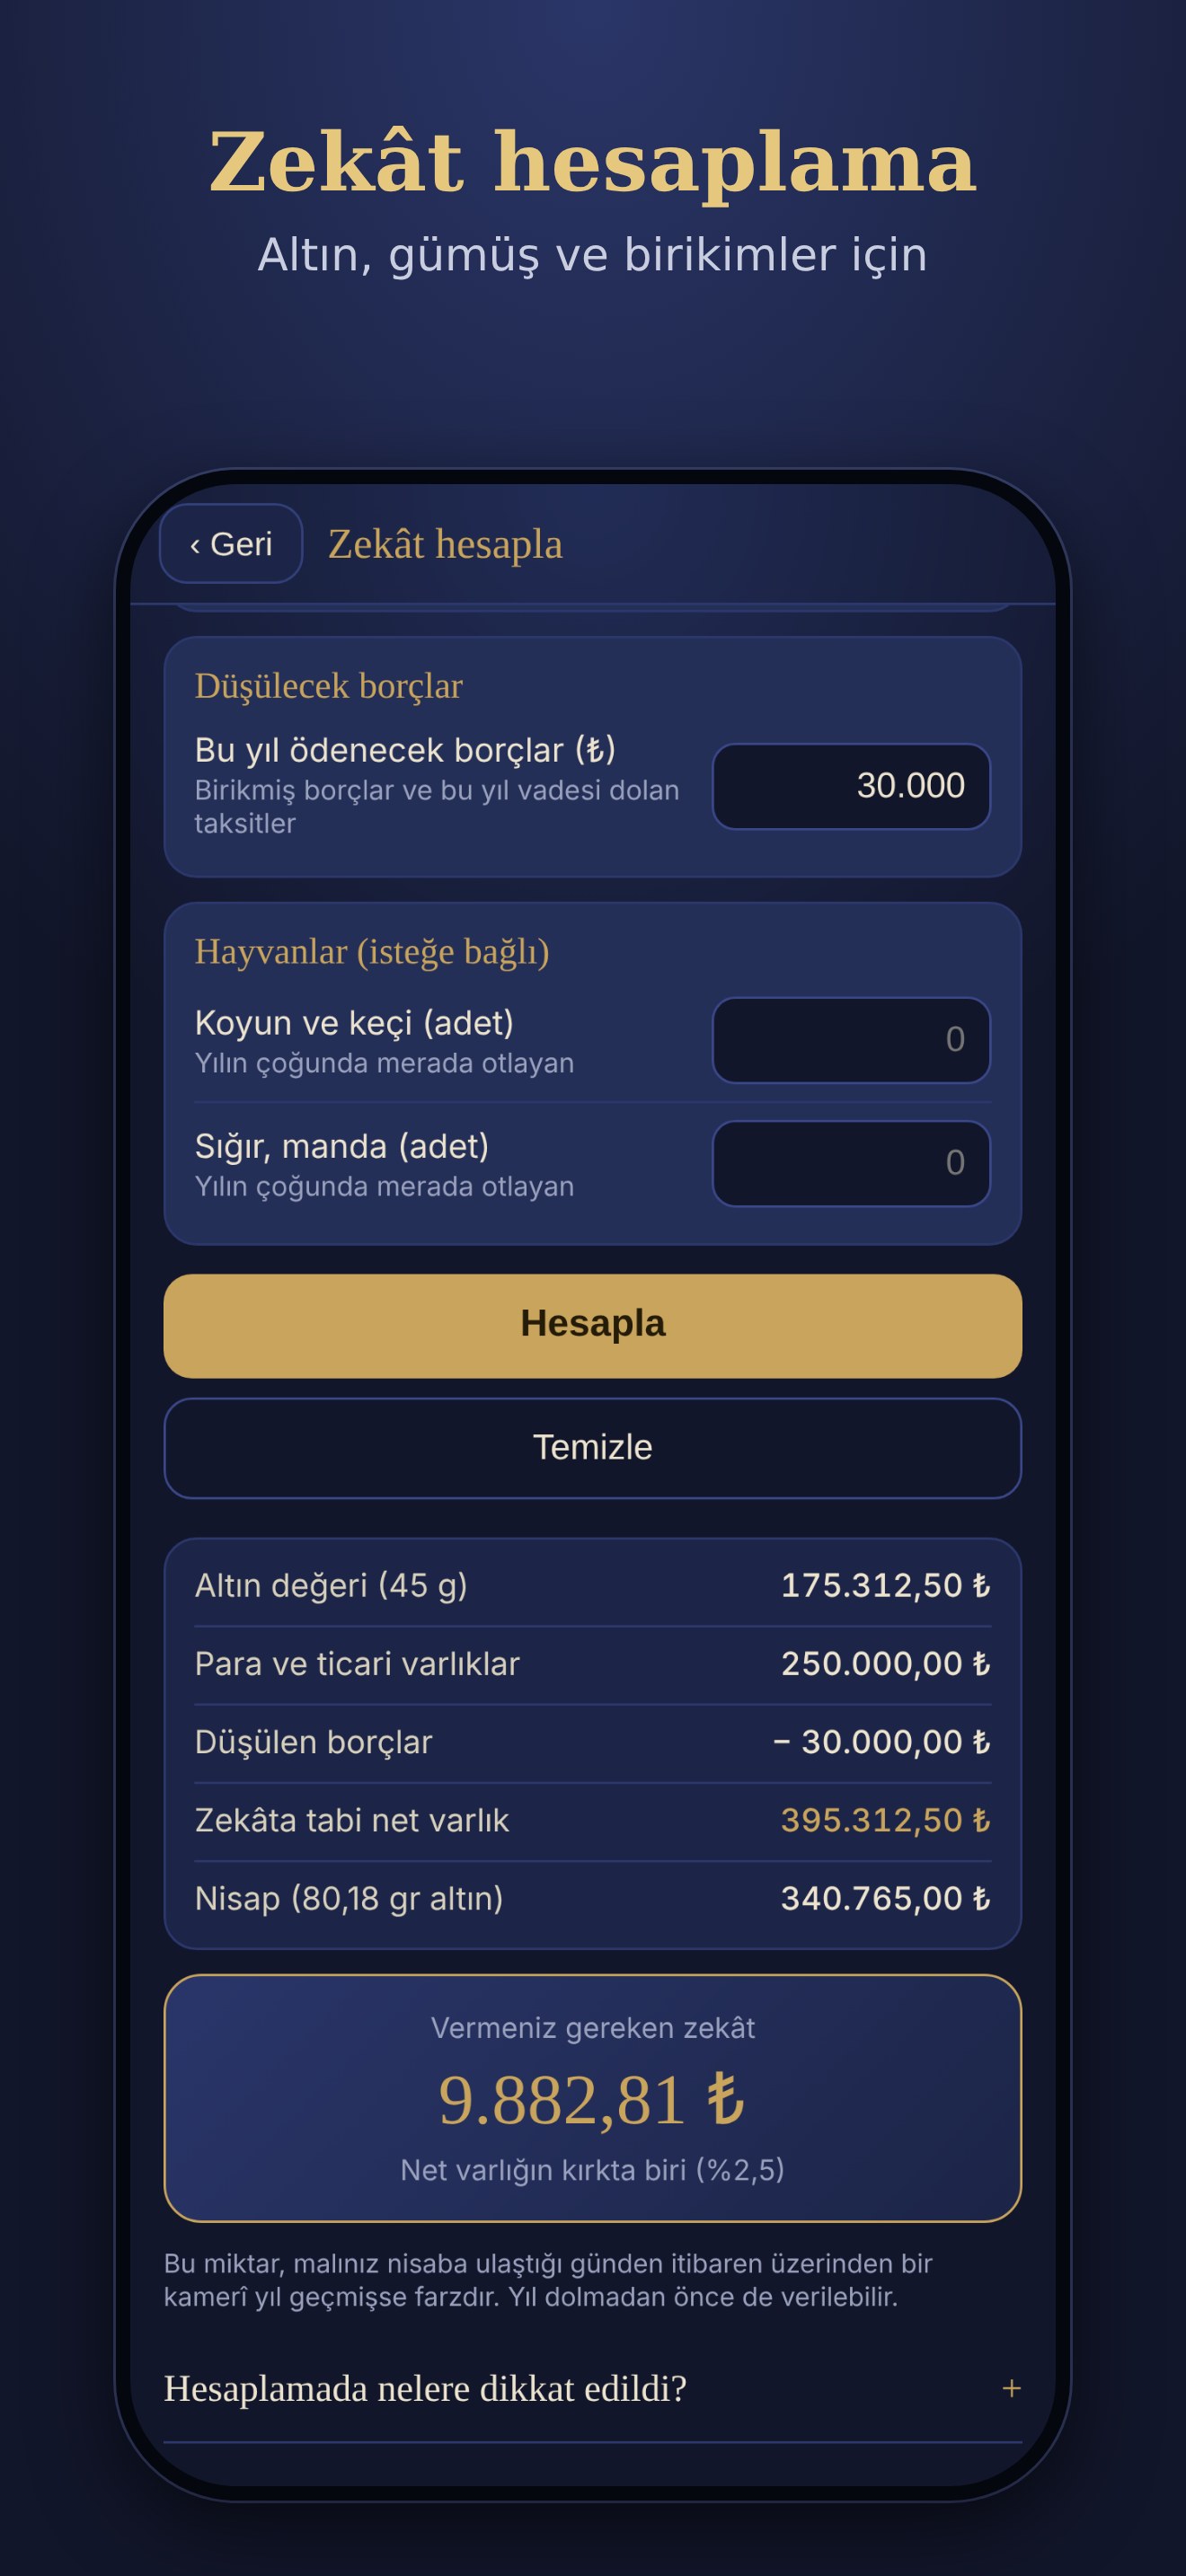 Zekât hesaplama
Altın, gümüş ve birikimler için
‹ Geri
Zekât hesapla
Düşülecek borçlar
Bu yıl ödenecek borçlar (₺)
Birikmiş borçlar ve bu yıl vadesi dolan
taksitler
30.000
Hayvanlar (isteğe bağlı)
Koyun ve keçi (adet)
Yılın çoğunda merada otlayan
0
Sığır, manda (adet)
Yılın çoğunda merada otlayan
0
Hesapla
Temizle
Altın değeri (45 g) 175.312,50 ₺
Para ve ticari varlıklar 250.000,00 ₺
Düşülen borçlar − 30.000,00 ₺
Zekâta tabi net varlık 395.312,50 ₺
Nisap (80,18 gr altın) 340.765,00 ₺
Vermeniz gereken zekât
9.882,81 ₺
Net varlığın kırkta biri (%2,5)
Bu miktar, malınız nisaba ulaştığı günden itibaren üzerinden bir
kamerî yıl geçmişse farzdır. Yıl dolmadan önce de verilebilir.
Hesaplamada nelere dikkat edildi? +